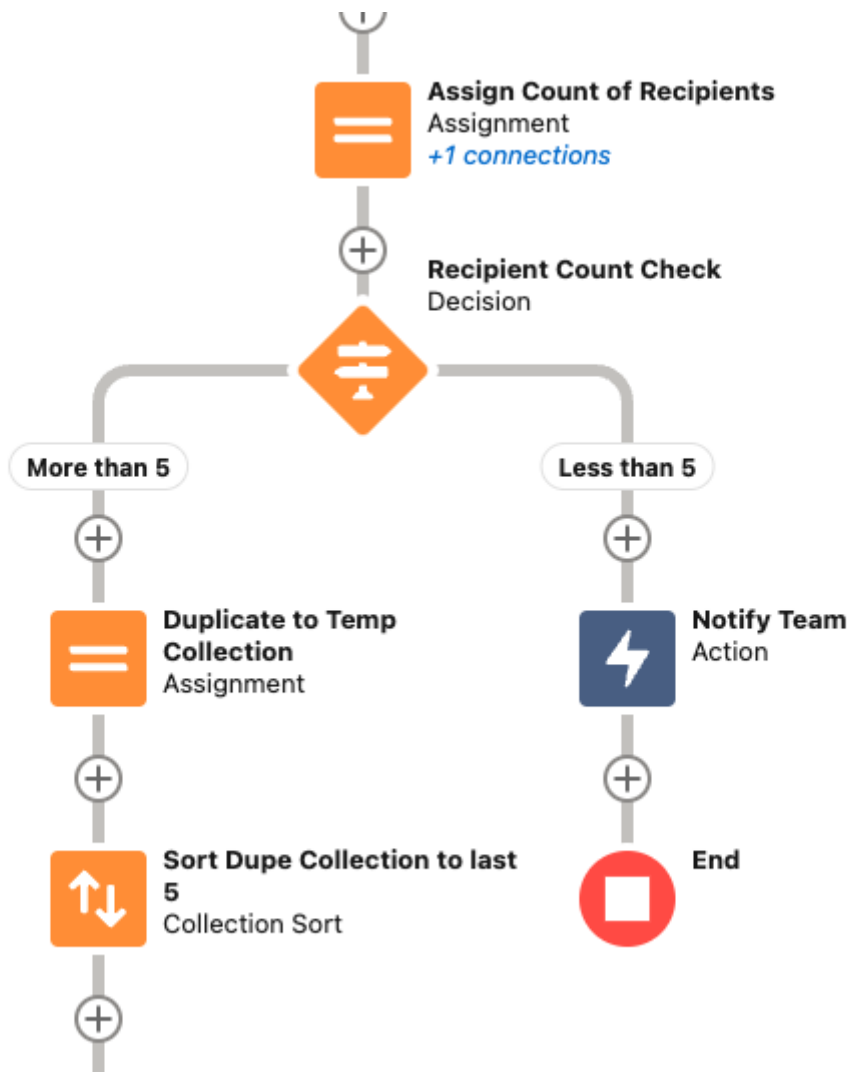 Assign Count of Recipients
Assignment
+1 connections
Recipient Count Check
Decision
More than 5
Less than 5
Duplicate to Temp
Collection
Assignment
Notify Team
Action
Sort Dupe Collection to last
5
Collection Sort
End